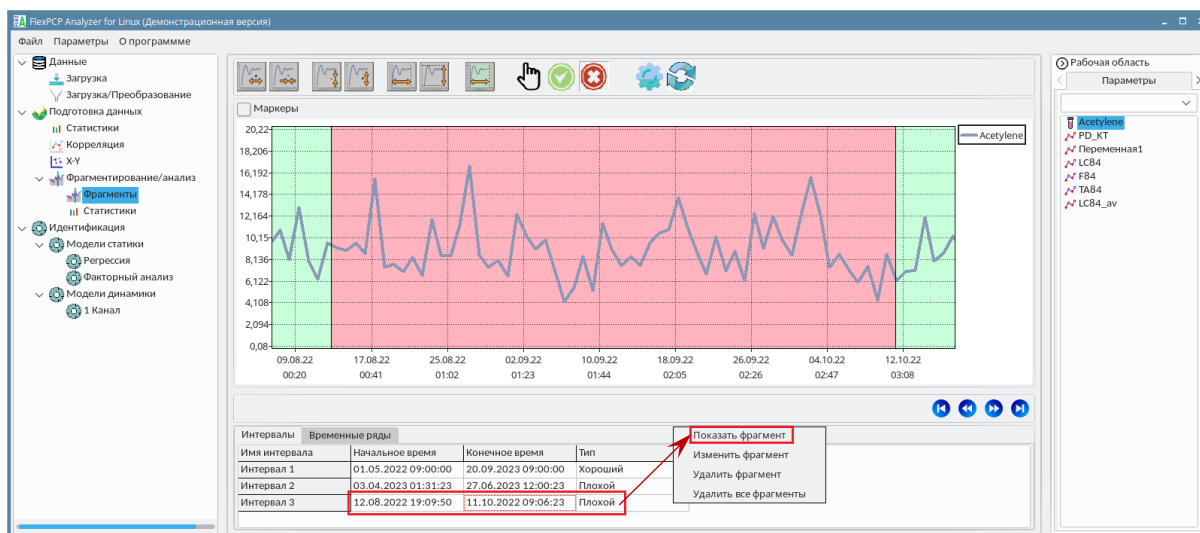 FlexPCP Analyzer for Linux (Демонстрационная версия)
Файл Параметры О программме
Данные
Загрузка
Загрузка/Преобразование
Подготовка данных
Статистики
Корреляция
X-Y
Фрагментирование/анализ
Фрагменты
Статистики
Идентификация
Модели статики
Регрессия
Факторный анализ
Модели динамики
1 Канал
Маркеры
20,22
18,206
16,192
14,178
12,164
10,15
8,136
6,122
4,108
2,094
0,08
Acetylene
09.08.22 17.08.22 25.08.22 02.09.22 10.09.22 18.09.22 26.09.22 04.10.22 12.10.22
00:20 00:41 01:02 01:23 01:44 02:05 02:26 02:47 03:08
Интервалы Временные ряды
Имя интервала Начальное время Конечное время Тип
Интервал 1 01.05.2022 09:00:00 20.09.2023 09:00:00 Хороший
Интервал 2 03.04.2023 01:31:23 27.06.2023 12:00:23 Плохой
Интервал 3 12.08.2022 19:09:50 11.10.2022 09:06:23 Плохой
Показать фрагмент
Изменить фрагмент
Удалить фрагмент
Удалить все фрагменты
Рабочая область
Параметры
Acetylene
PD_KT
Переменная1
LC84
F84
TA84
LC84_av